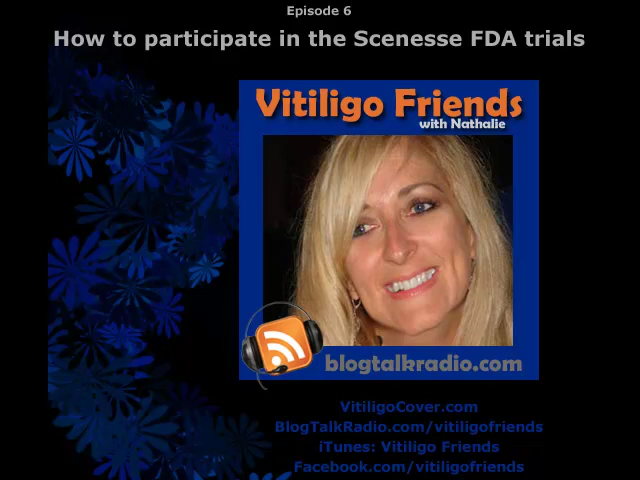 Episode 6
How to participate in the Scenesse FDA trials
Vitiligo Friends
with Nathalie
blogtalkradio.com
VitiligoCover.com
BlogTalkRadio.com/vitiligofriends
iTunes: Vitiligo Friends
Facebook.com/vitiligofriends